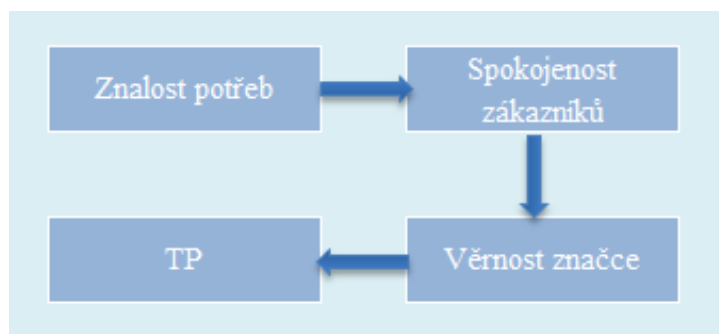 Znalost potřeb
Spokojenost
zákazníků
TP
Věrnost značce